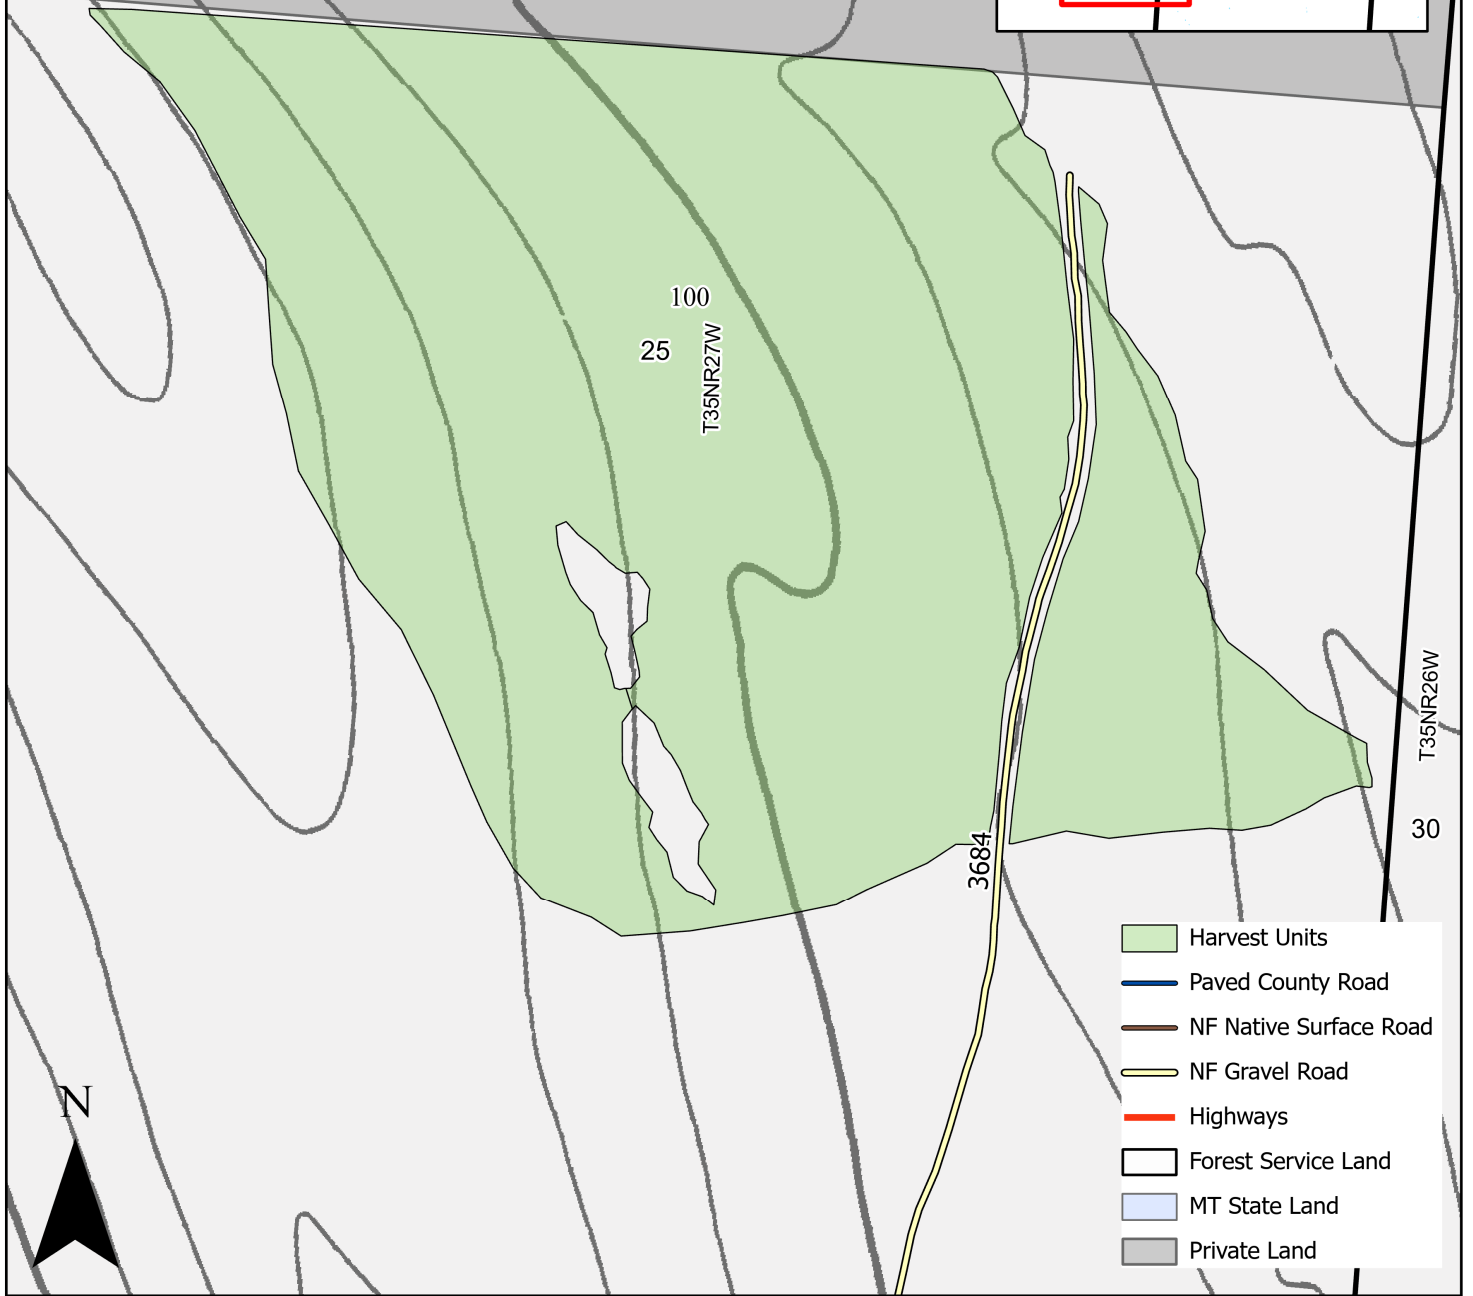 100
25
T35NR27W
T35NR26W
30
3684
Harvest Units
Paved County Road
NF Native Surface Road
NF Gravel Road
N
Highways
Forest Service Land
MT State Land
Private Land